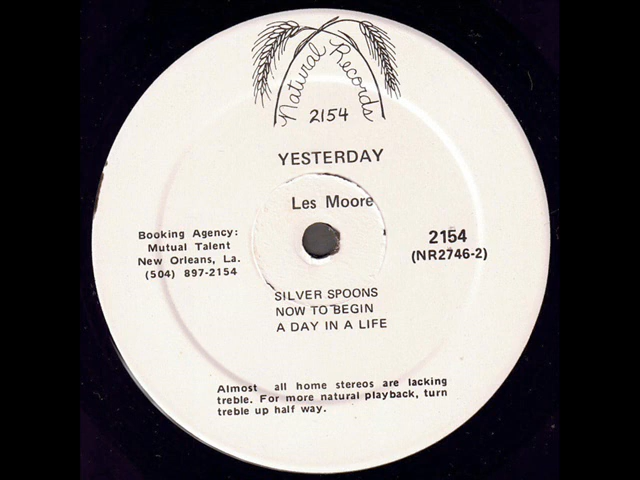 Natural Records
2154
YESTERDAY
Les Moore
Booking Agency:
Mutual Talent
New Orleans, La.
(504) 897-2154
2154
(NR2746-2)
SILVER SPOONS
NOW TO BEGIN
A DAY IN A LIFE
Almost all home stereos are lacking
treble. For more natural playback, turn
treble up half way.